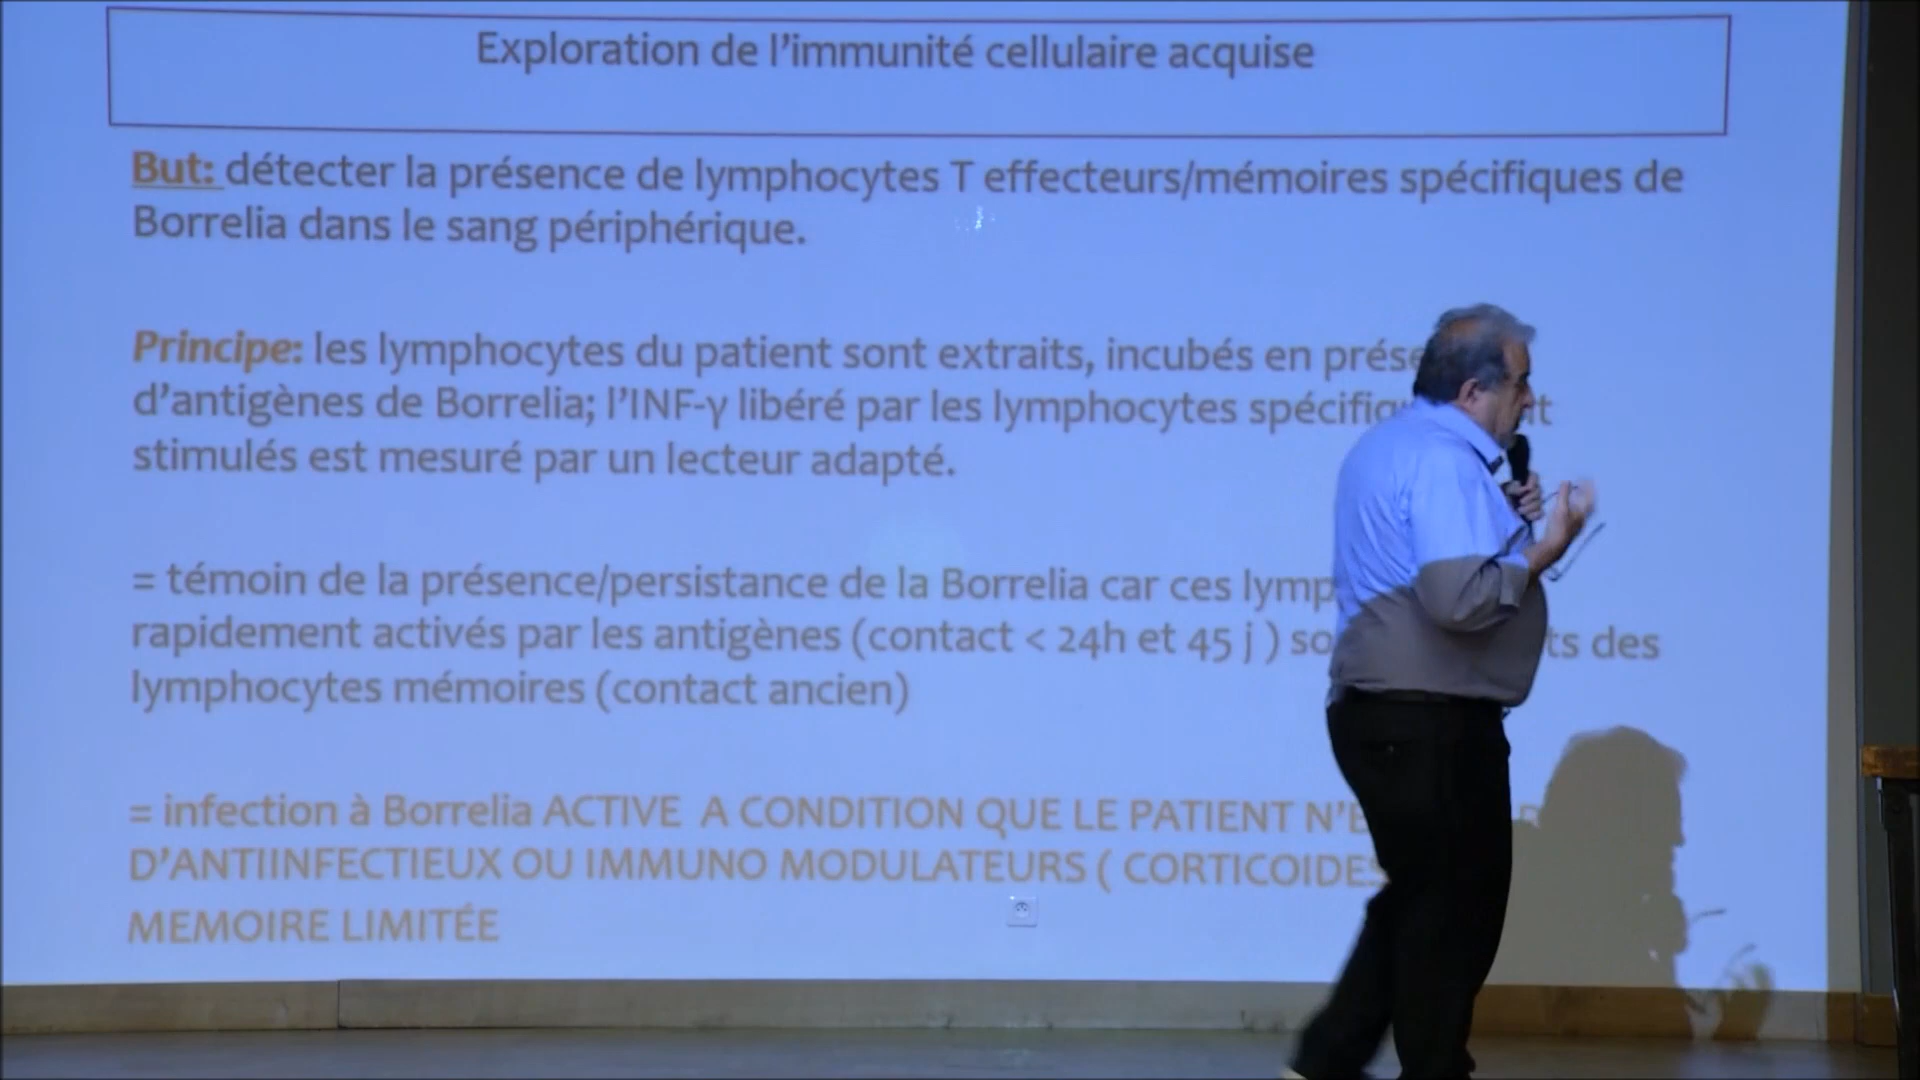 Exploration de l'immunité cellulaire acquise
But: détecter la présence de lymphocytes T effecteurs/mémoires spécifiques de
Borrelia dans le sang périphérique.
Principe: les lymphocytes du patient sont extraits, incubés en
d'antigènes de Borrelia; l'INF-γ libéré par les lymphocytes
stimulés est mesuré par un lecteur adapté.
= témoin de la présence/persistance de la Borrelia car ces
rapidement activés par les antigènes (contact < 24h et 45 j ) des
lymphocytes mémoires (contact ancien)
= infection à Borrelia ACTIVE A CONDITION QUE LE PATIENT
D'ANTIINFECTIEUX OU IMMUNO MODULATEURS ( CORTICOIDES
MEMOIRE LIMITÉE